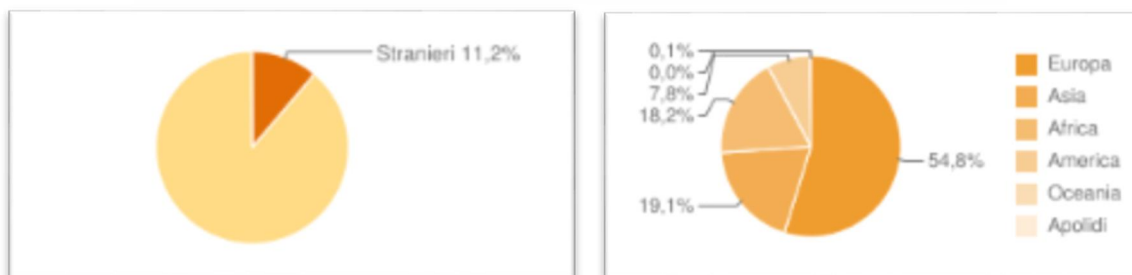 Stranieri 11,2%
0,1%
0,0%
7,8%
18,2%
19,1%
54,8%
Europa
Asia
Africa
America
Oceania
Apolidi